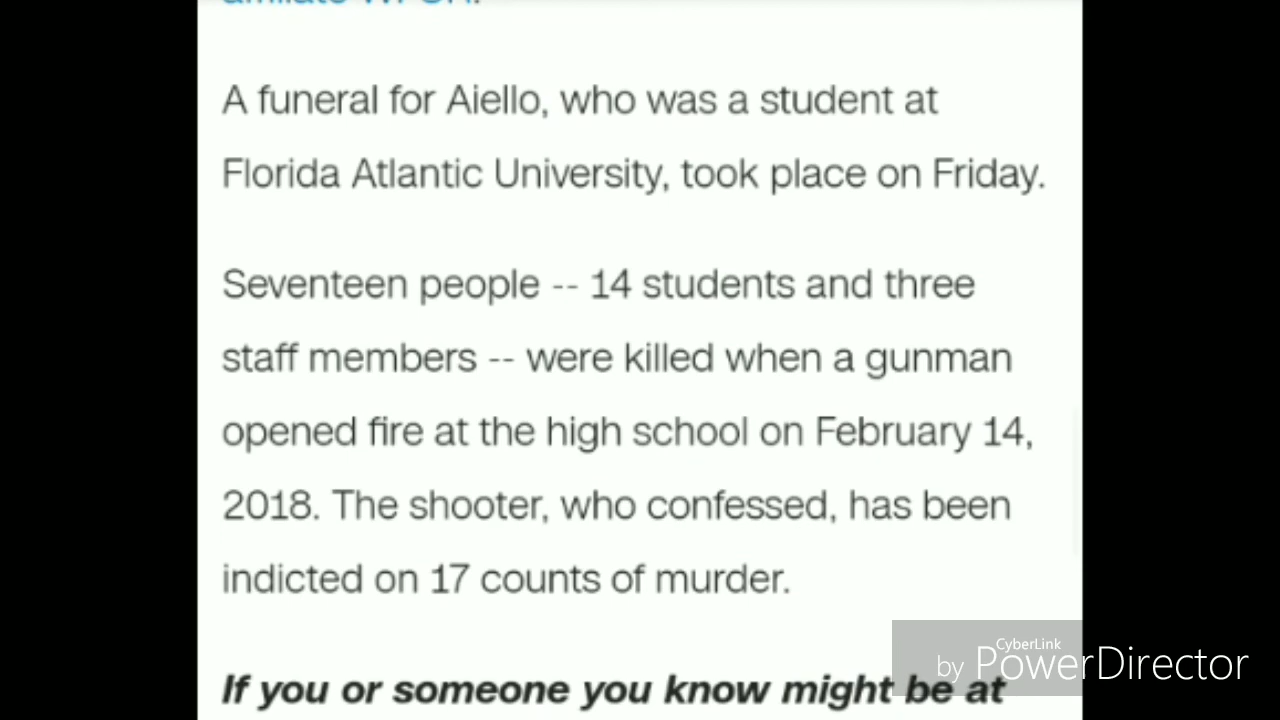 A funeral for Aiello, who was a student at
Florida Atlantic University, took place on Friday.
Seventeen people -- 14 students and three
staff members -- were killed when a gunman
opened fire at the high school on February 14,
2018. The shooter, who confessed, has been
indicted on 17 counts of murder.
CyberLink
by PowerDirector
If you or someone you know might be at